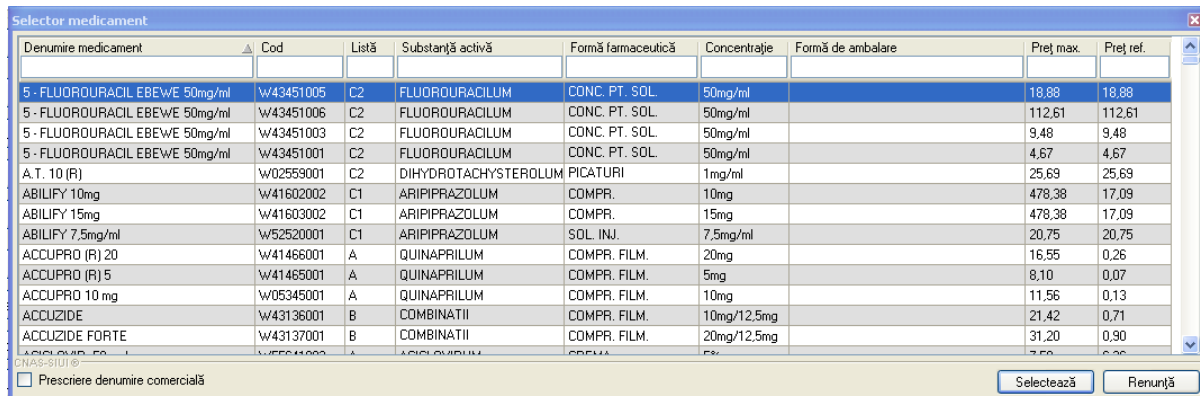 Selector medicament
Denumire medicament Cod Listă Substanţă activă Formă farmaceutică Concentraţie Formă de ambalare Preţ max. Preţ ref.
5 - FLUOROURACIL EBEWE 50mg/ml W43451005 C2 FLUOROURACILUM CONC. PT. SOL. 50mg/ml 18,88 18,88
5 - FLUOROURACIL EBEWE 50mg/ml W43451006 C2 FLUOROURACILUM CONC. PT. SOL. 50mg/ml 112,61 112,61
5 - FLUOROURACIL EBEWE 50mg/ml W43451003 C2 FLUOROURACILUM CONC. PT. SOL. 50mg/ml 9,48 9,48
5 - FLUOROURACIL EBEWE 50mg/ml W43451001 C2 FLUOROURACILUM CONC. PT. SOL. 50mg/ml 4,67 4,67
A.T. 10 (R) W02559001 C2 DIHYDROTACHYSTEROLUM PICATURI 1mg/ml 25,69 25,69
ABILIFY 10mg W41602002 C1 ARIPIPRAZOLUM COMPR. 10mg 478,38 17,09
ABILIFY 15mg W41603002 C1 ARIPIPRAZOLUM COMPR. 15mg 478,38 17,09
ABILIFY 7,5mg/ml W52520001 C1 ARIPIPRAZOLUM SOL. INJ. 7,5mg/ml 20,75 20,75
ACCUPRO (R) 20 W41466001 A QUINAPRILUM COMPR. FILM. 20mg 16,55 0,26
ACCUPRO (R) 5 W41465001 A QUINAPRILUM COMPR. FILM. 5mg 8,10 0,07
ACCUPRO 10 mg W05345001 A QUINAPRILUM COMPR. FILM. 10mg 11,56 0,13
ACCUZIDE W43136001 B COMBINATII COMPR. FILM. 10mg/12,5mg 21,42 0,71
ACCUZIDE FORTE W43137001 B COMBINATII COMPR. FILM. 20mg/12,5mg 31,20 0,90
CNAS-SIUI ®
Prescriere denumire comercială Selectează Renunţă